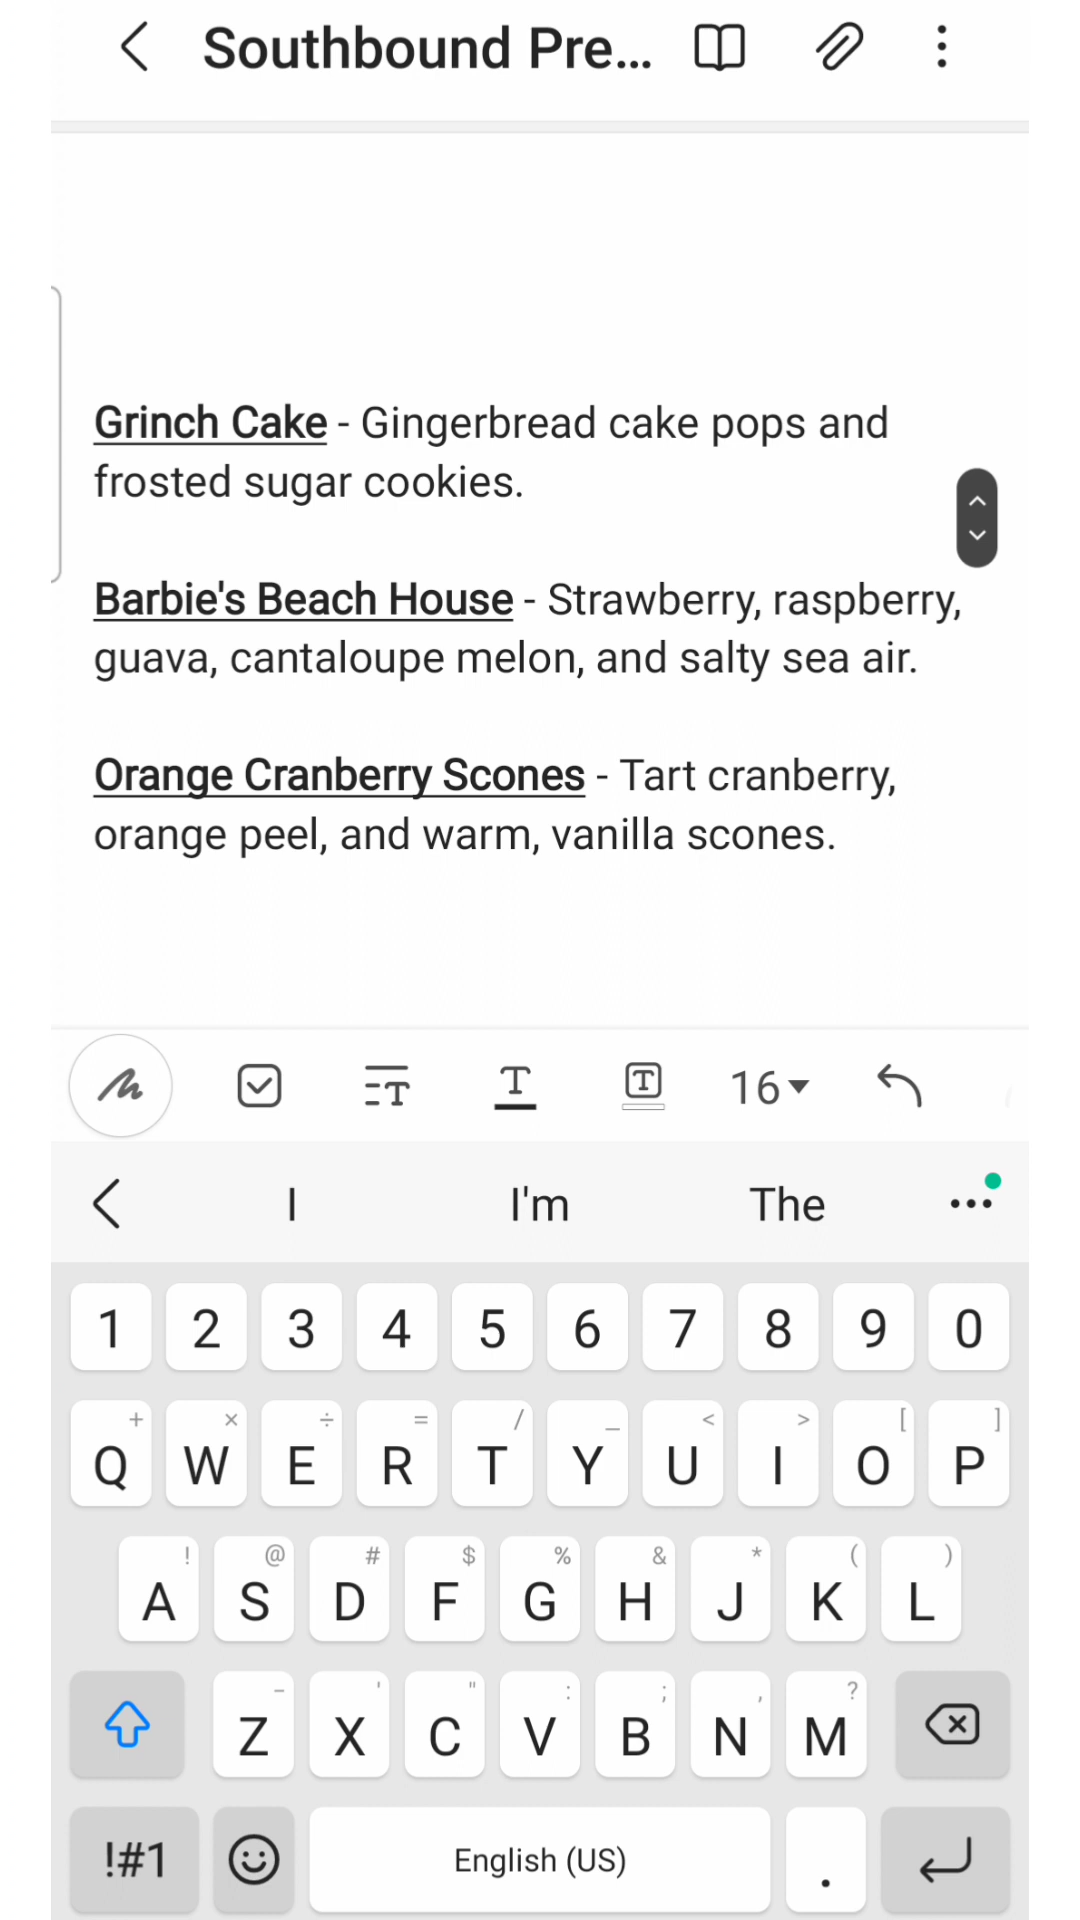 Southbound Pre...
Grinch Cake - Gingerbread cake pops and
frosted sugar cookies.
Barbie's Beach House - Strawberry, raspberry,
guava, cantaloupe melon, and salty sea air.
Orange Cranberry Scones - Tart cranberry,
orange peel, and warm, vanilla scones.
T T T 16
I I'm The ...
1 2 3 4 5 6 7 8 9 0
+ × ÷ = / _ < > [ ]
Q W E R T Y U I O P
! @ # $ % & * ( )
A S D F G H J K L
- ' " : ; , ?
Z X C V B N M
!#1 English (US) .